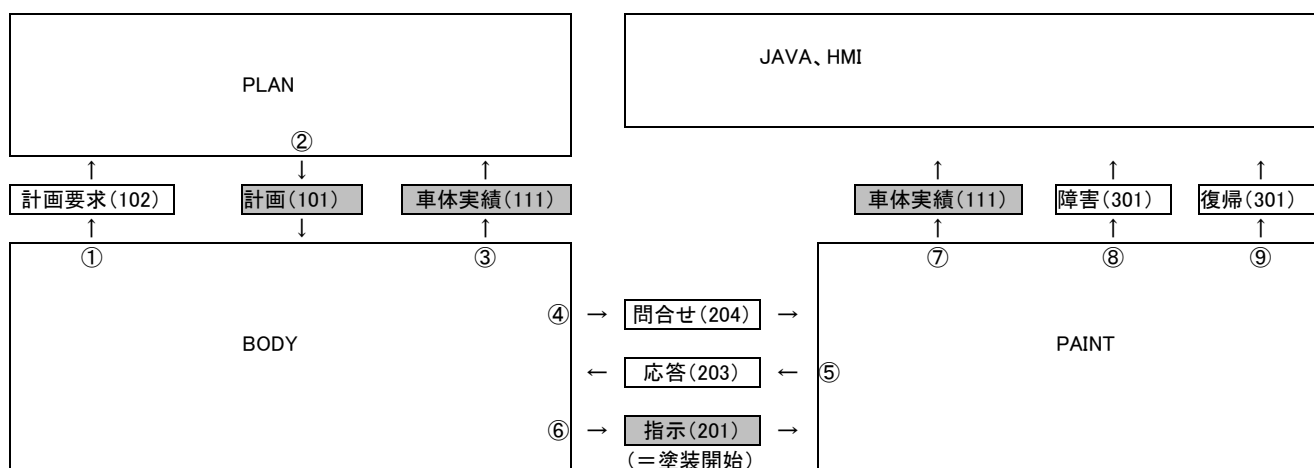 JAVA、HMI
PLAN
②
↑ ↓ ↑ ↑ ↑ ↑
計画要求(102) 計画(101) 車体実績(111) 車体実績(111) 障害(301) 復帰(301)
↑ ↓ ↑ ↑ ↑ ↑
① ③ ⑦ ⑧ ⑨
④ → 問合せ(204) →
BODY PAINT
← 応答(203) ← ⑤
⑥ → 指示(201) →
(=塗装開始)